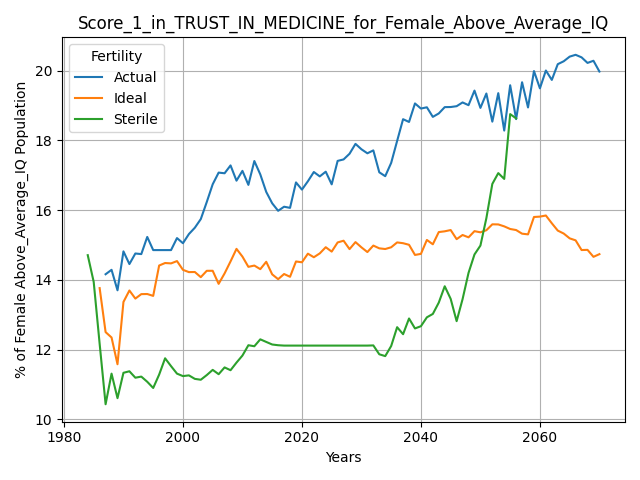 Score_1_in_TRUST_IN_MEDICINE_for_Female_Above_Average_IQ
Fertility
Actual
Ideal
Sterile
% of Female Above_Average_IQ Population
20
18
16
14
12
10
1980
2000
2020
2040
2060
Years